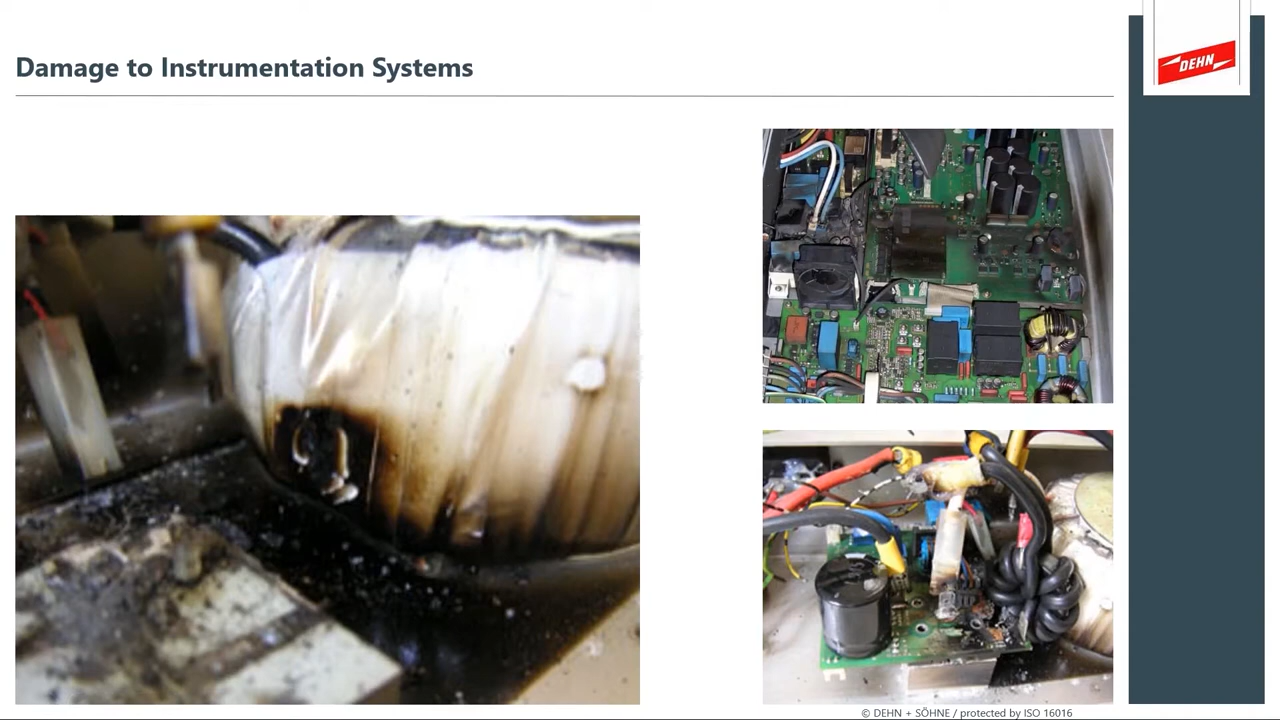 Damage to Instrumentation Systems
DEHN
© DEHN + SÖHNE / protected by ISO 16016